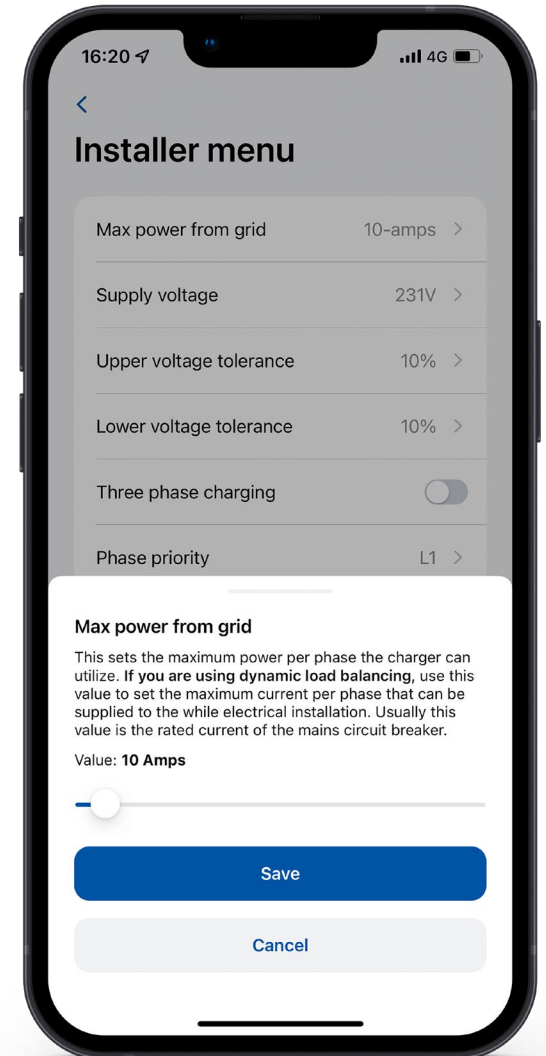 16:20
4G
Installer menu
Max power from grid 10-amps
Supply voltage 231V
Upper voltage tolerance 10%
Lower voltage tolerance 10%
Three phase charging
Phase priority L1
Max power from grid
This sets the maximum power per phase the charger can
utilize. If you are using dynamic load balancing, use this
value to set the maximum current per phase that can be
supplied to the while electrical installation. Usually this
value is the rated current of the mains circuit breaker.
Value: 10 Amps
Save
Cancel